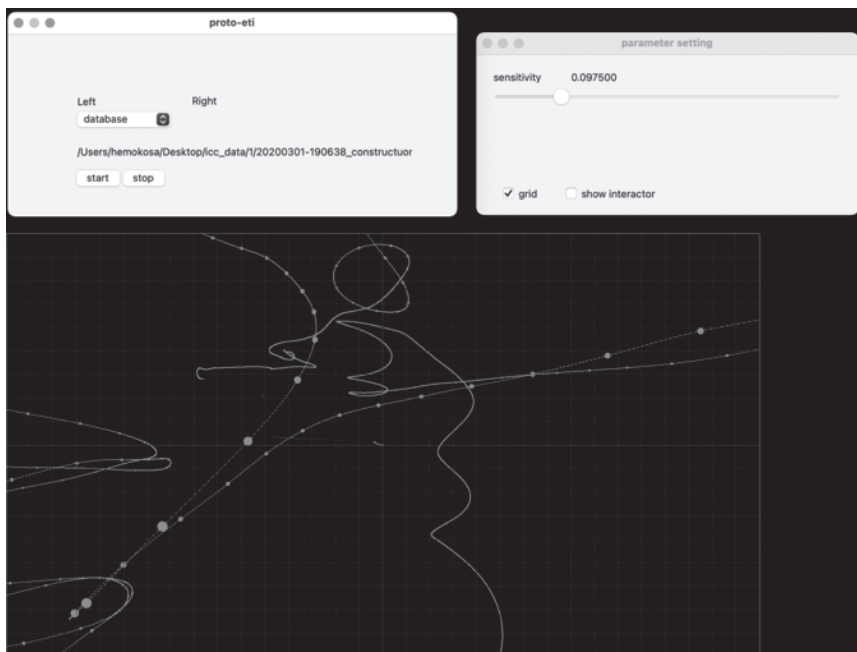 proto-eti
Left
Right
database
/Users/hemokosa/Desktop/icc_data/1/20200301-190638_constructuor
start
stop
parameter setting
sensitivity
0.097500
grid
show interactor